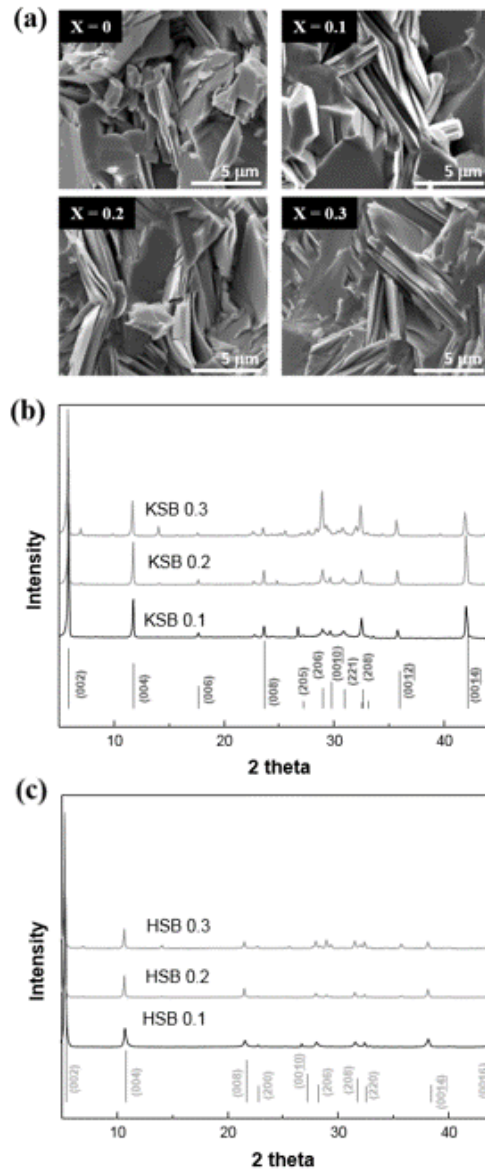 (a)
X = 0
X = 0.1
5 μm
5 μm
X = 0.2
X = 0.3
5 μm
5 μm
(b)
Intensity
KSB 0.3
KSB 0.2
KSB 0.1
(002)
(004)
(006)
(008)
(205)
(206)
(0010)
(221)
(208)
(0012)
(0014)
10
20
30
40
2 theta
(c)
Intensity
HSB 0.3
HSB 0.2
HSB 0.1
(002)
(004)
(008)
(200)
(0010)
(206)
(208)
(220)
(0014)
(0016)
10
20
30
40
2 theta